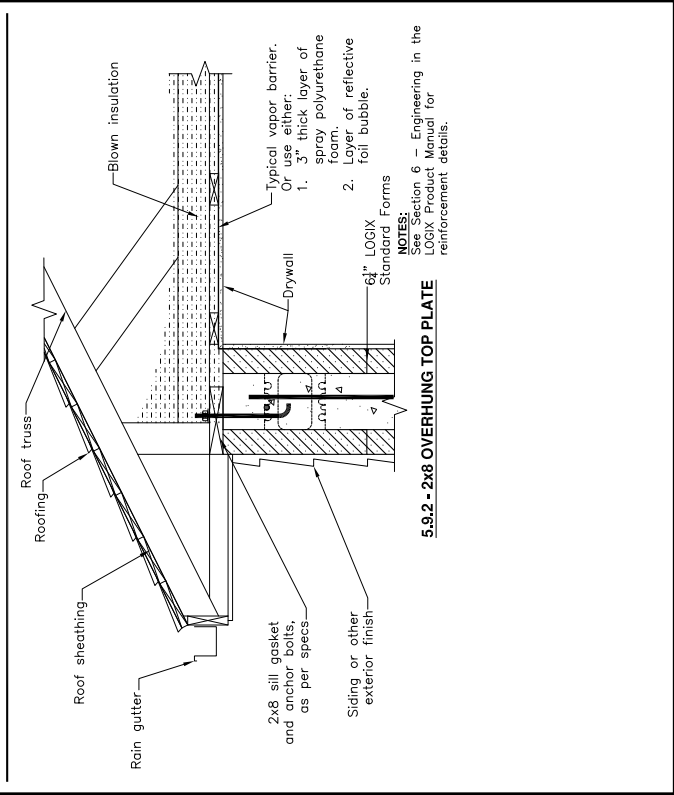 Blown insulation
Roof truss
Roofing
Roof sheathing
Rain gutter
Typical vapor barrier.
Or use either:
1. 3" thick layer of
spray polyurethane
foam.
2. Layer of reflective
foil bubble.
Drywall
2x8 sill gasket
and anchor bolts,
as per specs
Siding or other
exterior finish
6¼" LOGIX
Standard Forms
NOTES:
See Section 6 – Engineering in the
LOGIX Product Manual for
reinforcement details.
5.9.2 - 2x8 OVERHUNG TOP PLATE